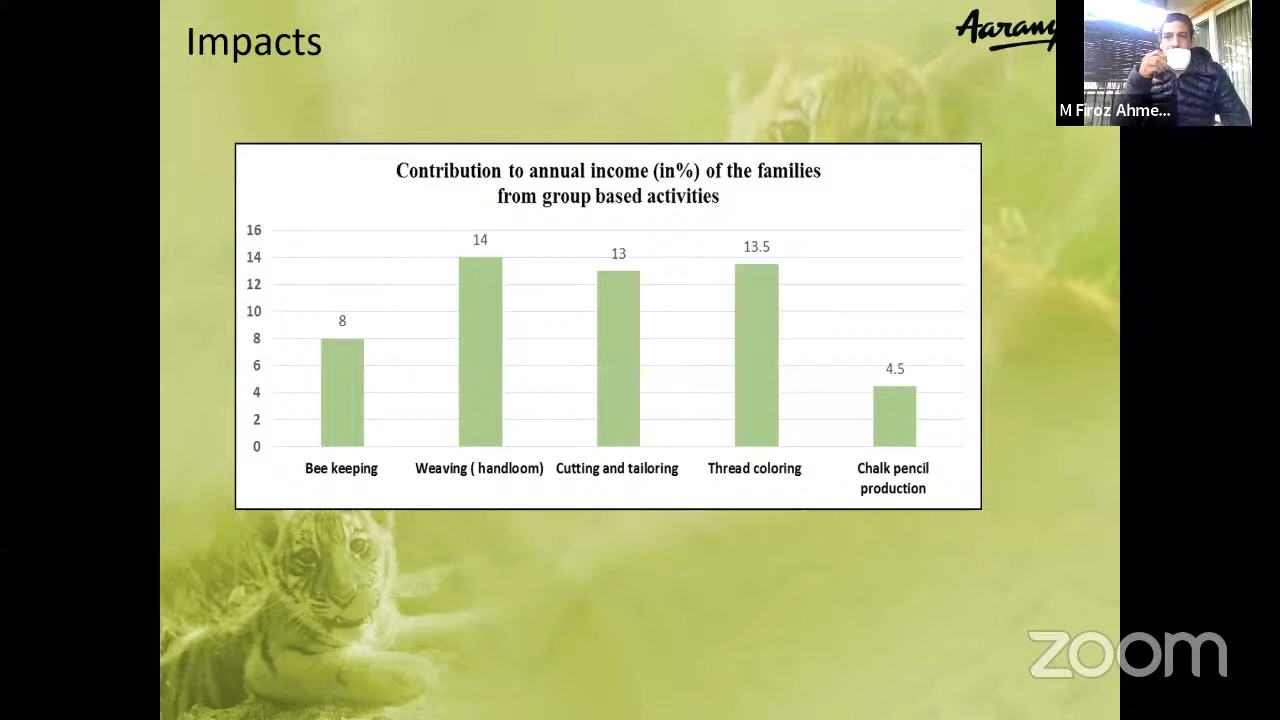 Impacts
Aarany
M Firoz Ahme...
Contribution to annual income (in%) of the families
from group based activities
16
14
12
10
8
6
4
2
0
8
14
13
13.5
4.5
Bee keeping
Weaving ( handloom)
Cutting and tailoring
Thread coloring
Chalk pencil
production
zoom